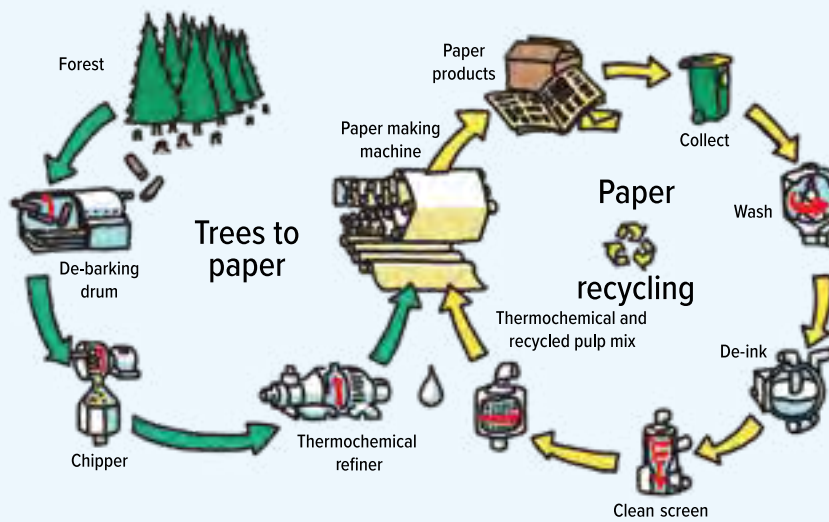 Forest
De-barking
drum
Chipper
Trees to
paper
Thermochemical
refiner
Paper making
machine
Paper
products
Collect
Wash
Paper
recycling
Thermochemical and
recycled pulp mix
De-ink
Clean screen